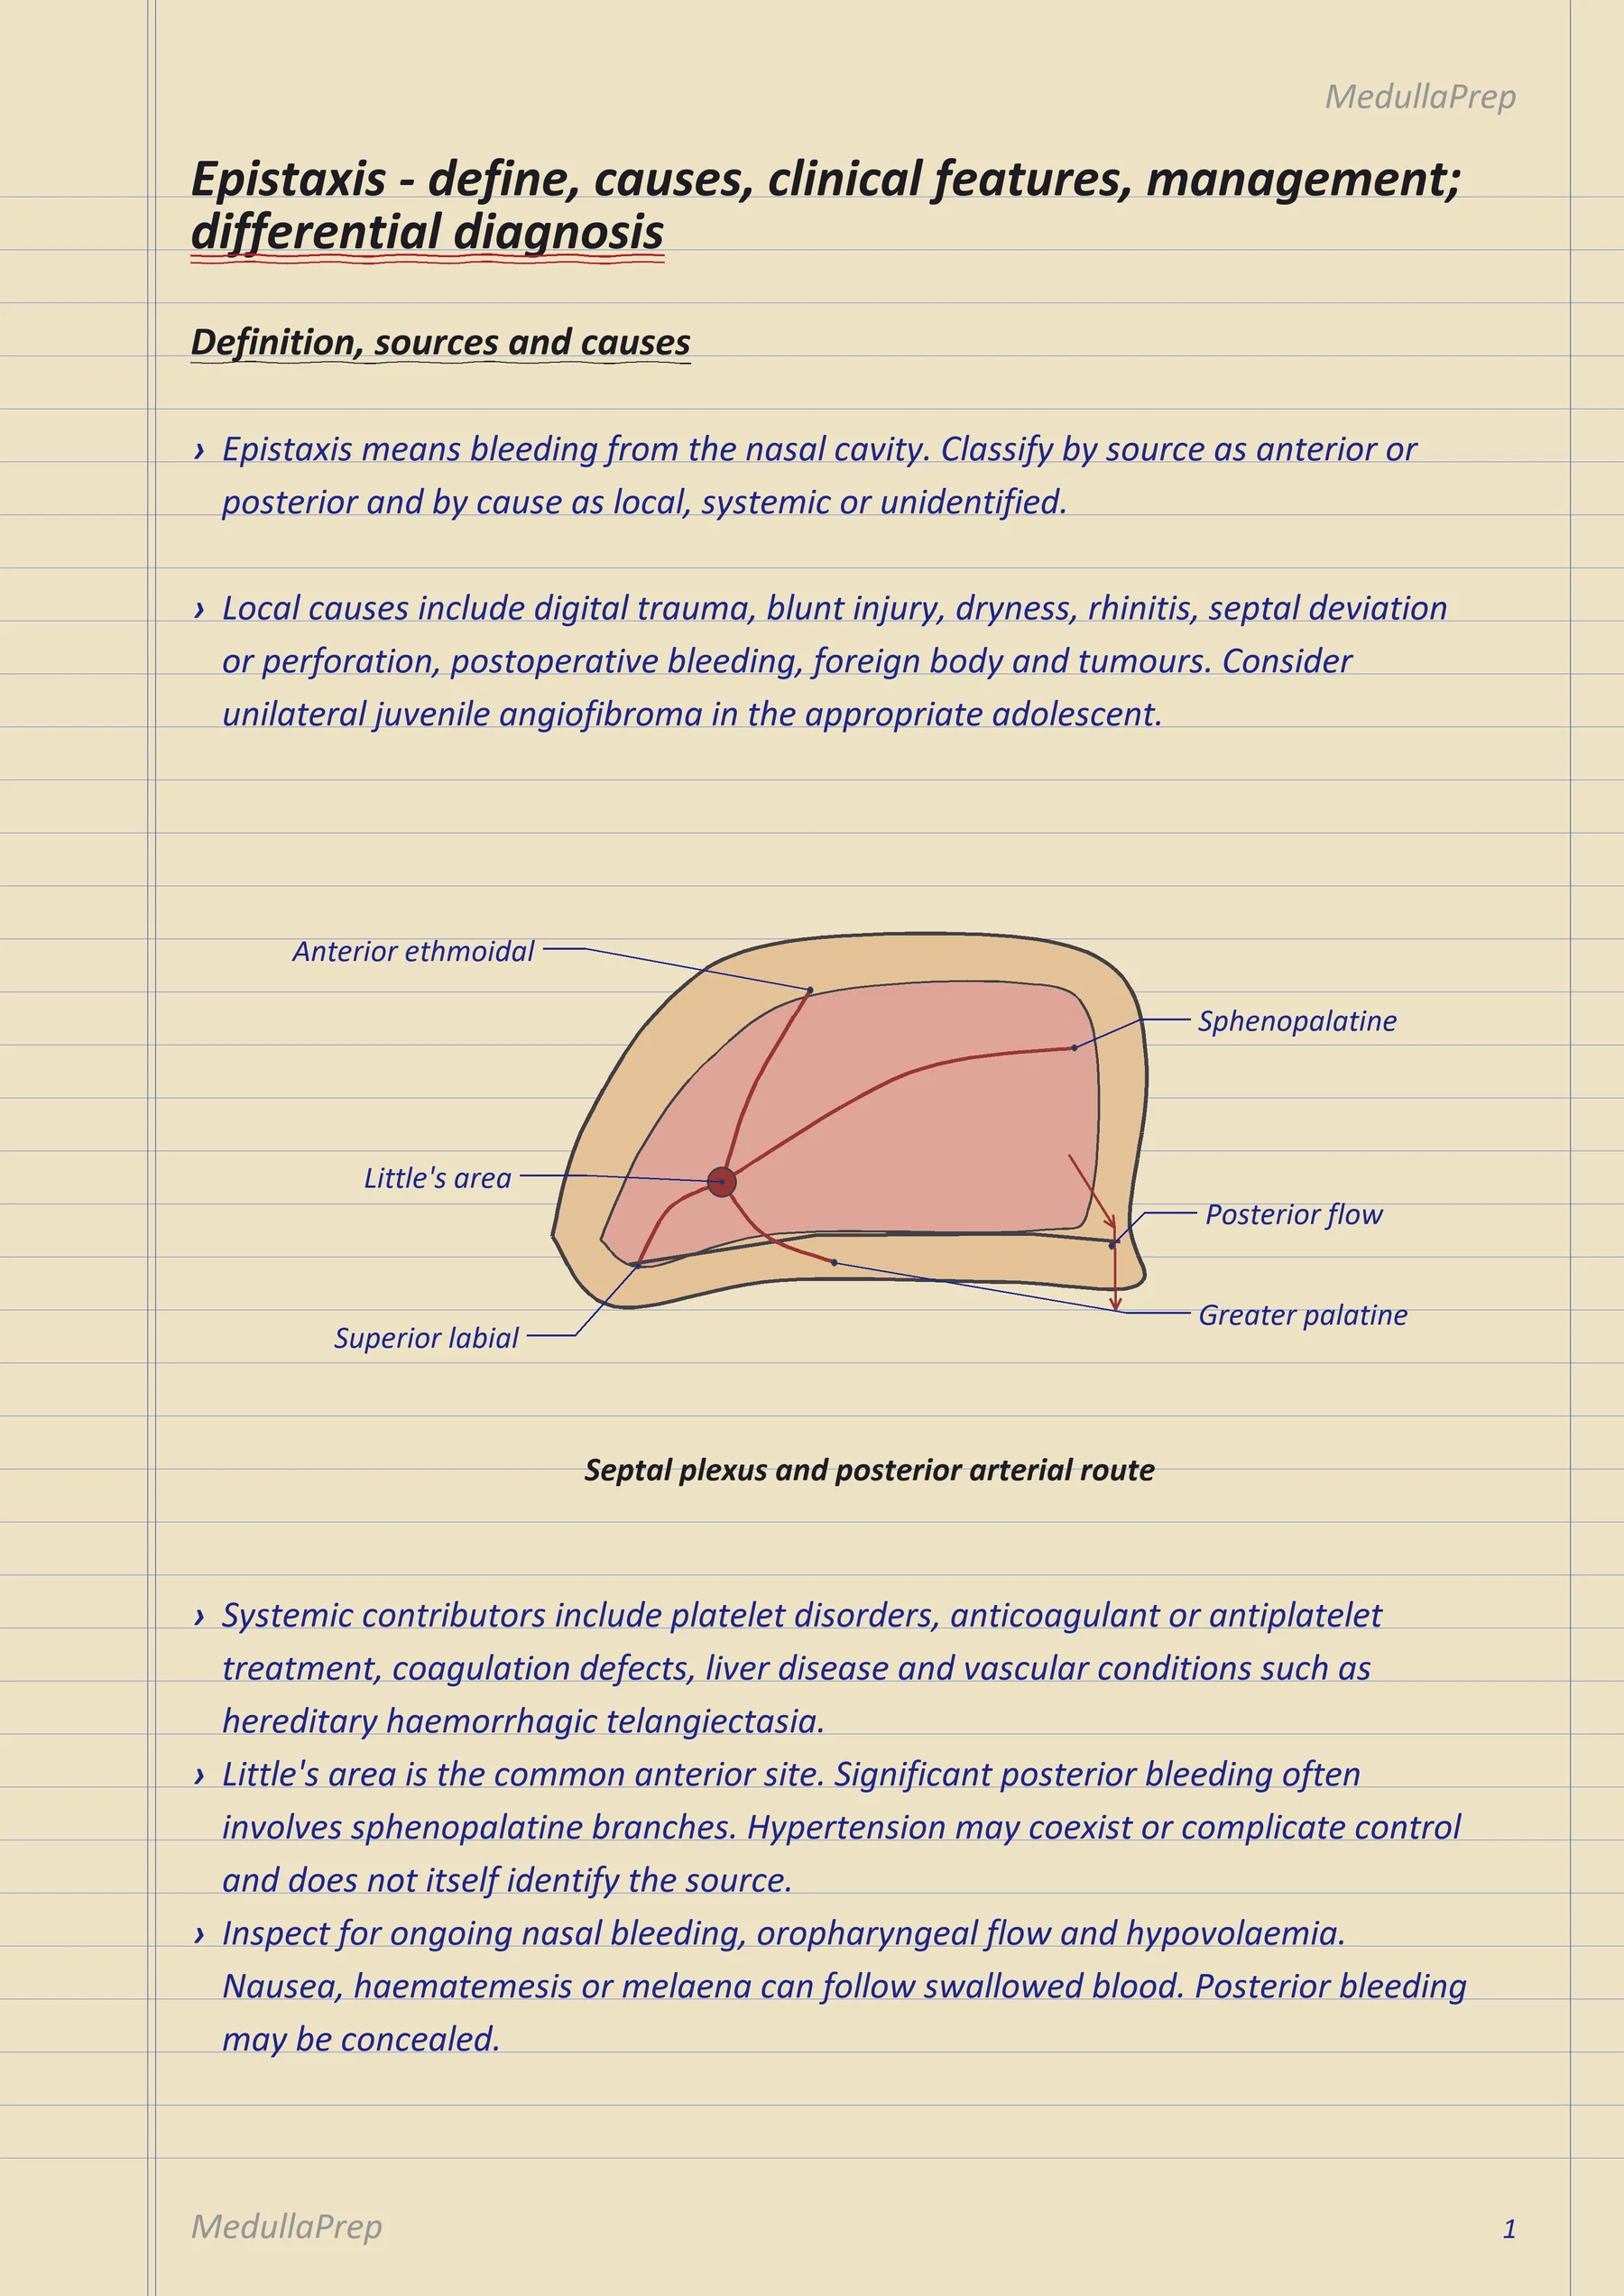 MedullaPrep
Epistaxis - define, causes, clinical features, management;
differential diagnosis
Definition, sources and causes
› Epistaxis means bleeding from the nasal cavity. Classify by source as anterior or
posterior and by cause as local, systemic or unidentified.
› Local causes include digital trauma, blunt injury, dryness, rhinitis, septal deviation
or perforation, postoperative bleeding, foreign body and tumours. Consider
unilateral juvenile angiofibroma in the appropriate adolescent.
Anterior ethmoidal
Sphenopalatine
Little's area
Posterior flow
Greater palatine
Superior labial
Septal plexus and posterior arterial route
› Systemic contributors include platelet disorders, anticoagulant or antiplatelet
treatment, coagulation defects, liver disease and vascular conditions such as
hereditary haemorrhagic telangiectasia.
› Little's area is the common anterior site. Significant posterior bleeding often
involves sphenopalatine branches. Hypertension may coexist or complicate control
and does not itself identify the source.
› Inspect for ongoing nasal bleeding, oropharyngeal flow and hypovolaemia.
Nausea, haematemesis or melaena can follow swallowed blood. Posterior bleeding
may be concealed.
MedullaPrep
1